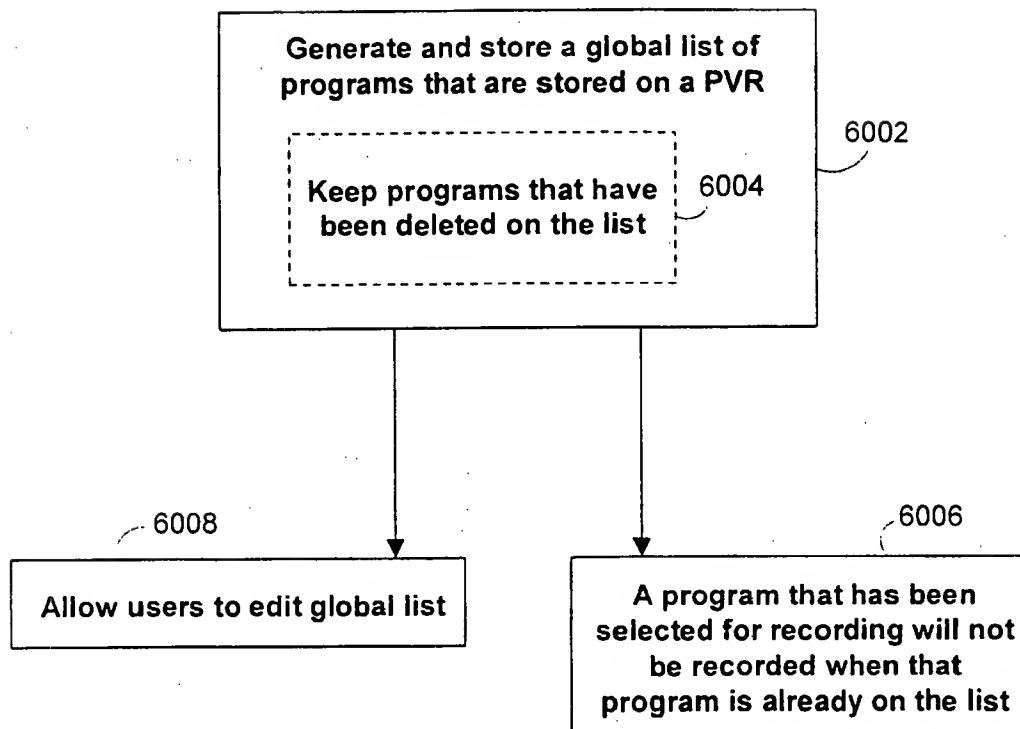 Generate and store a global list of
programs that are stored on a PVR
6002
Keep programs that have
been deleted on the list
6004
6008
Allow users to edit global list
6006
A program that has been
selected for recording will not
be recorded when that
program is already on the list